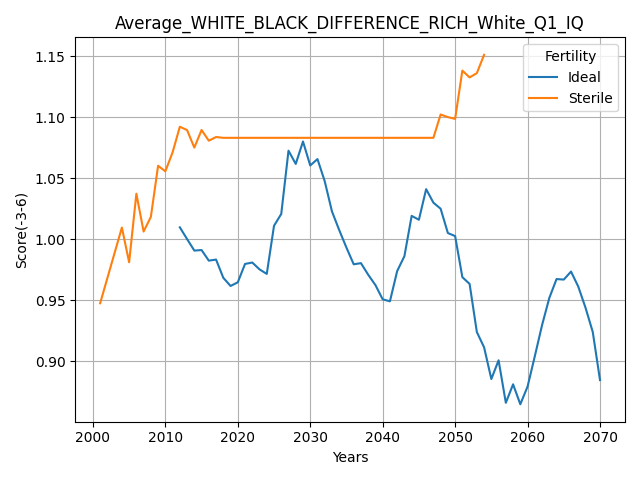 Average_WHITE_BLACK_DIFFERENCE_RICH_White_Q1_IQ
Fertility
Ideal
Sterile
Score(-3-6)
1.15
1.10
1.05
1.00
0.95
0.90
2000 2010 2020 2030 2040 2050 2060 2070
Years